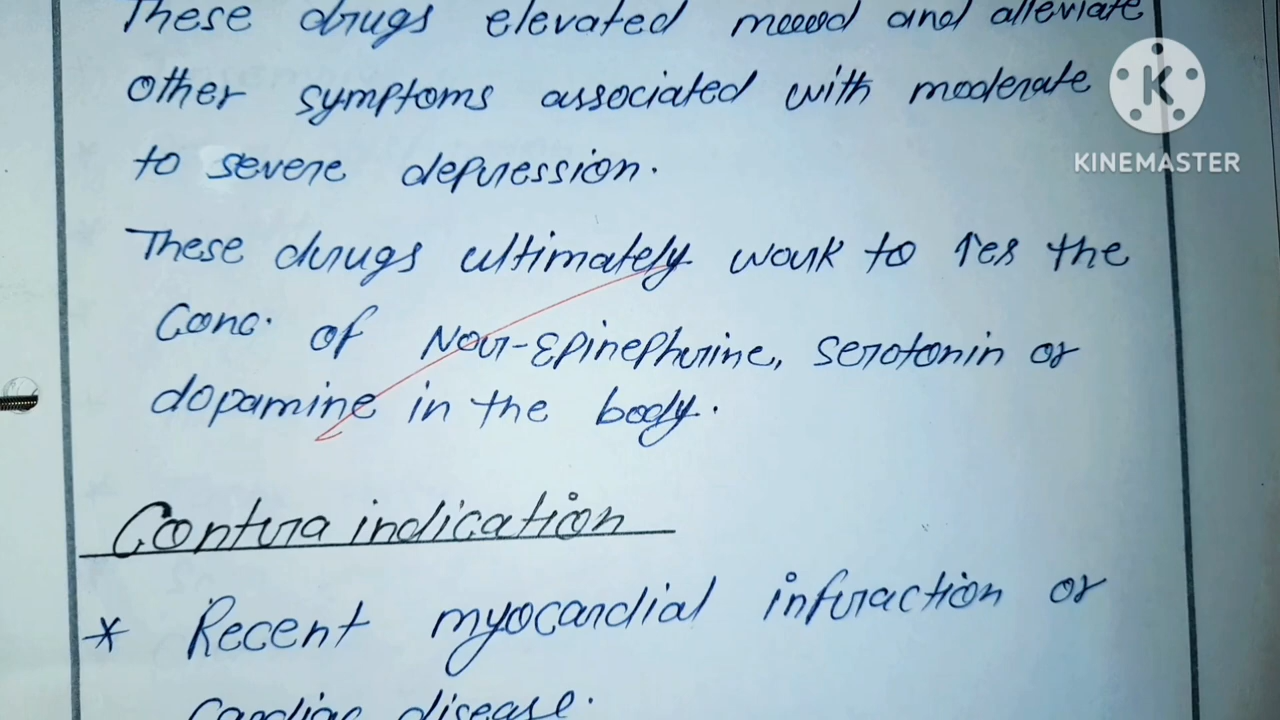 These drugs elevated mood and alleviate
other symptoms associated with moderate
to severe depression.
These drugs ultimately work to ↑es the
Conc. of Nor-Epinephrine, serotonin or
dopamine in the body.
Contra indication
* Recent myocardial infraction or
Cardiac disease.
KINEMASTER